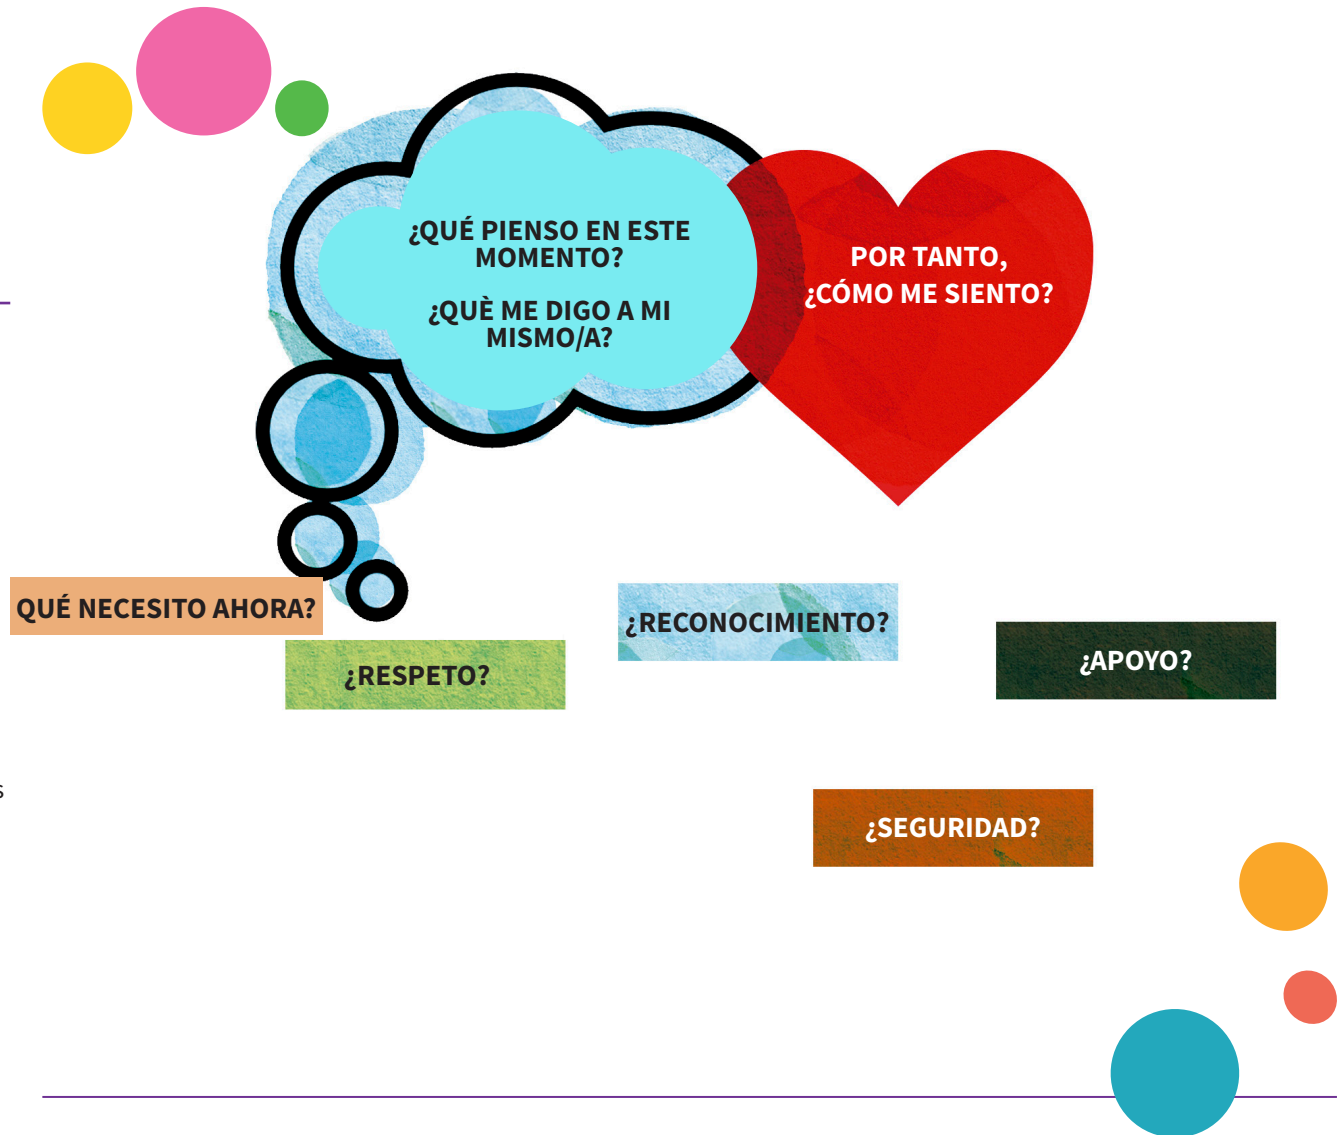 ¿QUÉ PIENSO EN ESTE
MOMENTO?
¿QUÈ ME DIGO A MI
MISMO/A?
POR TANTO,
¿CÓMO ME SIENTO?
QUÉ NECESITO AHORA?
¿RECONOCIMIENTO?
¿RESPETO?
¿APOYO?
s
¿SEGURIDAD?